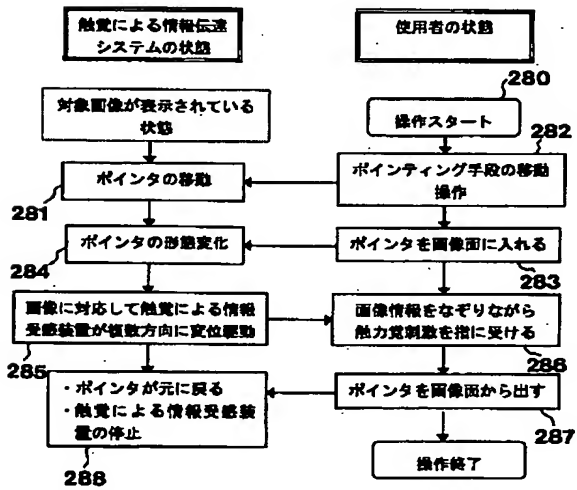 触覚による情報伝達
システムの状態
使用者の状態
280
対象画像が表示されている
状態
操作スタート
282
ポインタの移動
281
ポインティング手段の移動
操作
ポインタの形態変化
284
ポインタを画像面に入れる
283
画像に対応して触覚による情報
受感装置が複数方向に変位駆動
285
画像情報をなぞりながら
触力覚刺激を指に受ける
286
・ポインタが元に戻る
・触覚による情報受感装
置の停止
288
ポインタを画像面から出す
287
操作終了